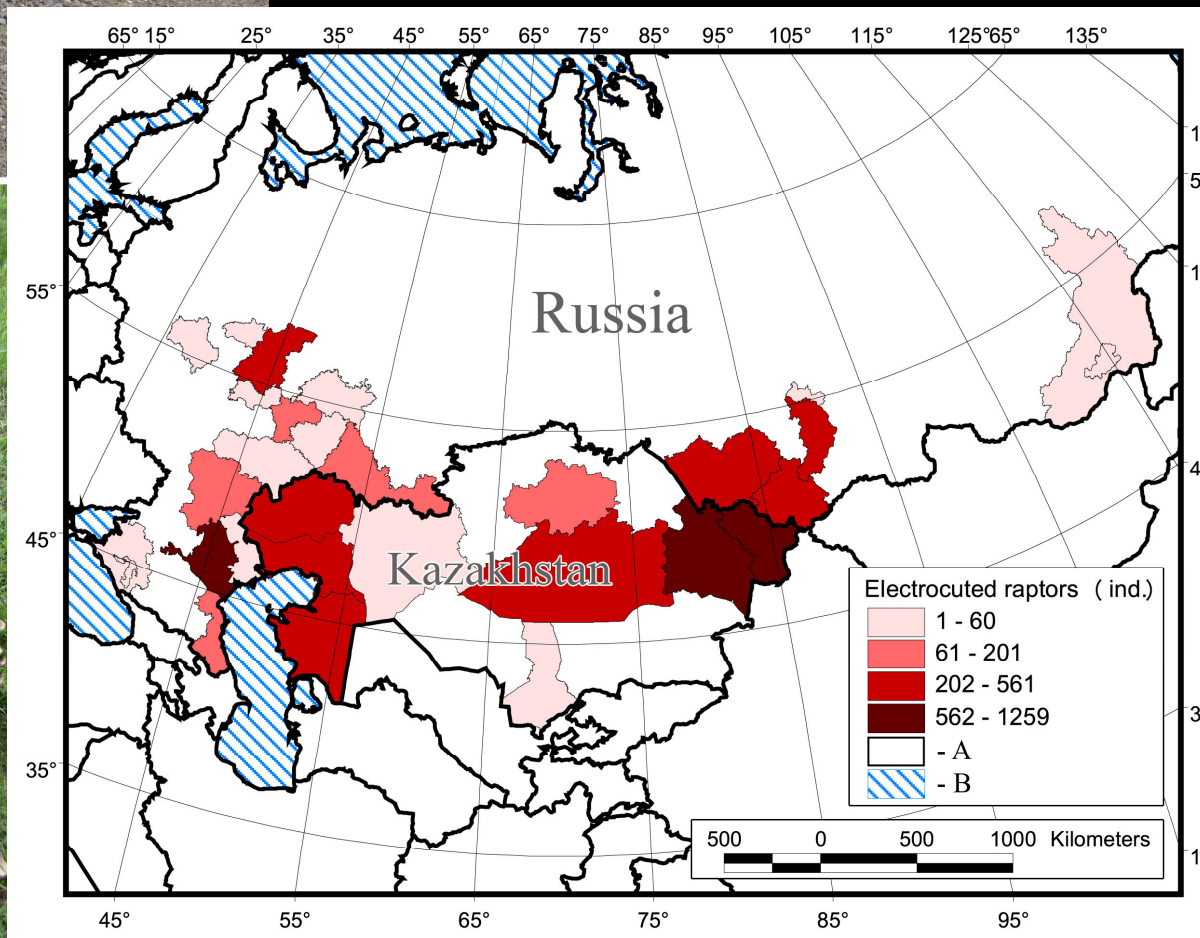 65° 15° 25° 35° 45° 55° 65° 75° 85° 95° 105° 115° 125°65° 135°
55°
45°
35°
Russia
Kazakhstan
Electrocuted raptors ( ind.)
1 - 60
61 - 201
202 - 561
562 - 1259
- A
- B
500 0 500 1000 Kilometers
45° 55° 65° 75° 85° 95°